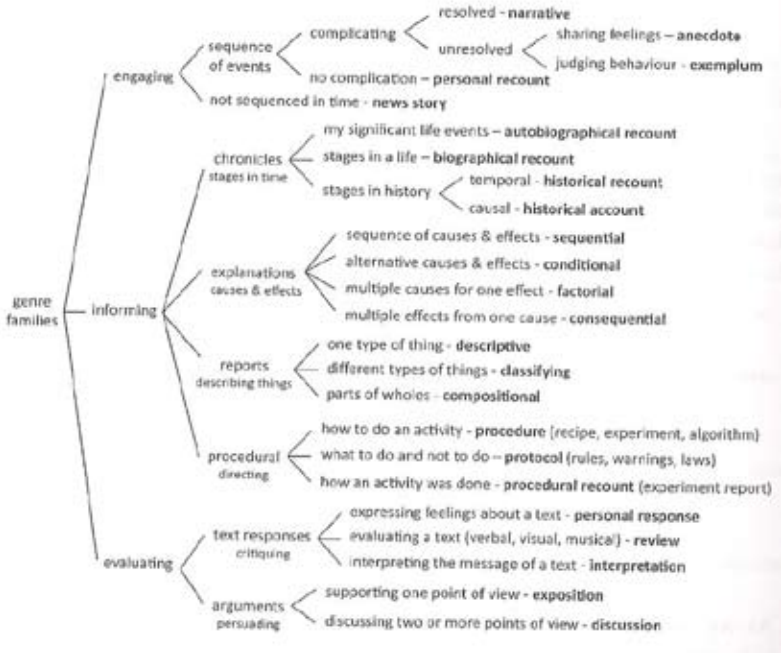 resolved - narrative
complicating
sharing feelings - anecdote
unresolved
sequence
of events
judging behaviour - exemplum
engaging
no complication – personal recount
not sequenced in time - news story
my significant life events – autobiographical recount
chronicles
stages in time
stages in a life – biographical recount
temporal - historical recount
stages in history
causal - historical account
sequence of causes & effects - sequential
alternative causes & effects - conditional
explanations
causes & effects
multiple causes for one effect - factorial
genre
families
informing
multiple effects from one cause - consequential
one type of thing - descriptive
reports
describing things
different types of things - classifying
parts of wholes - compositional
how to do an activity - procedure (recipe, experiment, algorithm)
procedural
directing
what to do and not to do – protocol (rules, warnings, laws)
how an activity was done - procedural recount (experiment report)
expressing feelings about a text - personal response
text responses
critiquing
evaluating a text (verbal, visual, musical) - review
interpreting the message of a text - interpretation
evaluating
supporting one point of view - exposition
arguments
persuading
discussing two or more points of view - discussion